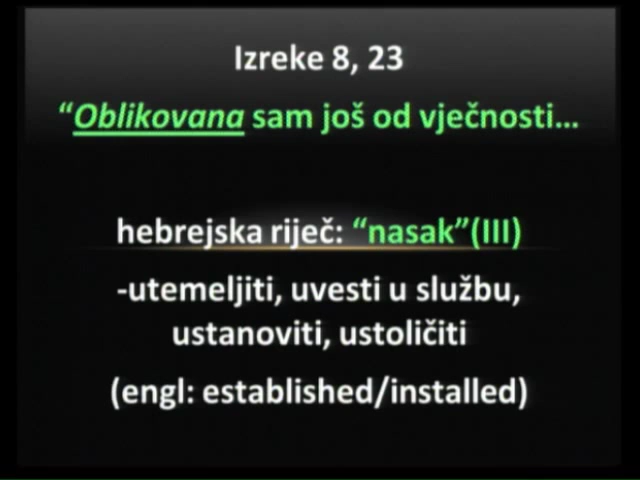 Izreke 8, 23
“Oblikovana sam još od vječnosti...
hebrejska riječ: “nasak”(III)
-utemeljiti, uvesti u službu,
ustanoviti, ustoličiti
(engl: established/installed)